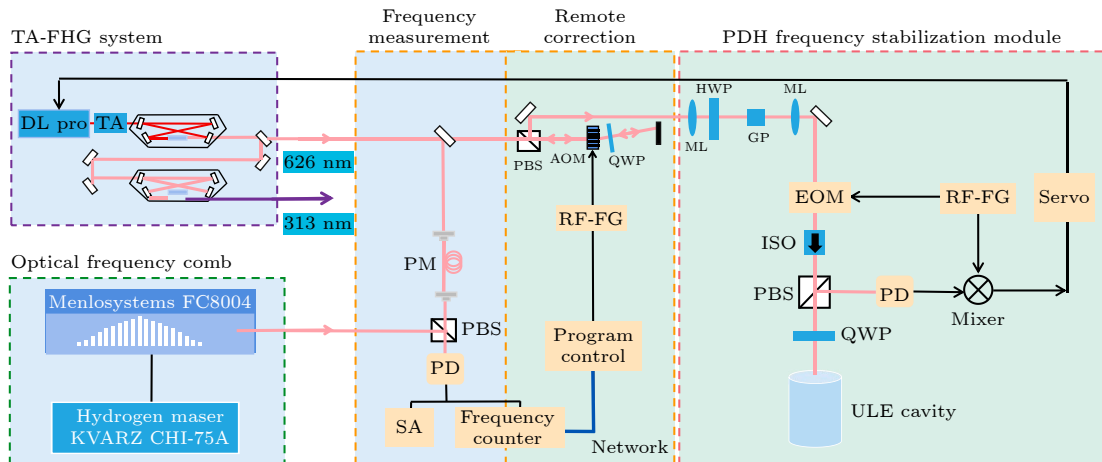 TA-FHG system
Frequency
measurement
Remote
correction
PDH frequency stabilization module
DL pro
TA
626 nm
313 nm
PBS
AOM
QWP
ML
HWP
GP
ML
RF-FG
EOM
RF-FG
Servo
ISO
PM
Optical frequency comb
Menlosystems FC8004
PBS
PBS
PD
Mixer
QWP
Program
control
PD
Hydrogen maser
KVARZ CHI-75A
SA
Frequency
counter
Network
ULE cavity